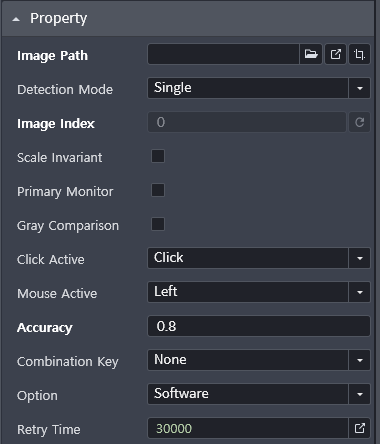 Property
Image Path
Detection Mode Single
Image Index 0
Scale Invariant
Primary Monitor
Gray Comparison
Click Active Click
Mouse Active Left
Accuracy 0.8
Combination Key None
Option Software
Retry Time 30000